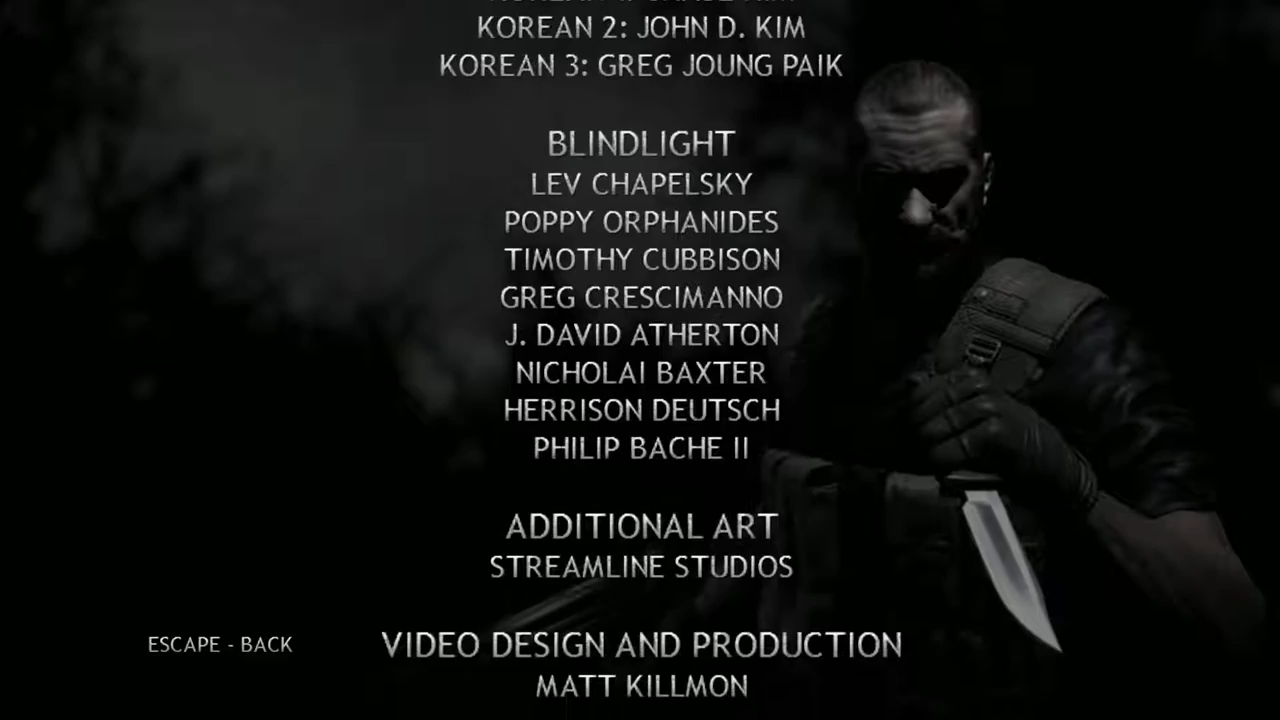 KOREAN 2: JOHN D. KIM
KOREAN 3: GREG JOUNG PAIK
BLINDLIGHT
LEV CHAPELSKY
POPPY ORPHANIDES
TIMOTHY CUBBISON
GREG CRESCIMANNO
J. DAVID ATHERTON
NICHOLAI BAXTER
HERRISON DEUTSCH
PHILIP BACHE II
ADDITIONAL ART
STREAMLINE STUDIOS
ESCAPE - BACK
VIDEO DESIGN AND PRODUCTION
MATT KILLMON